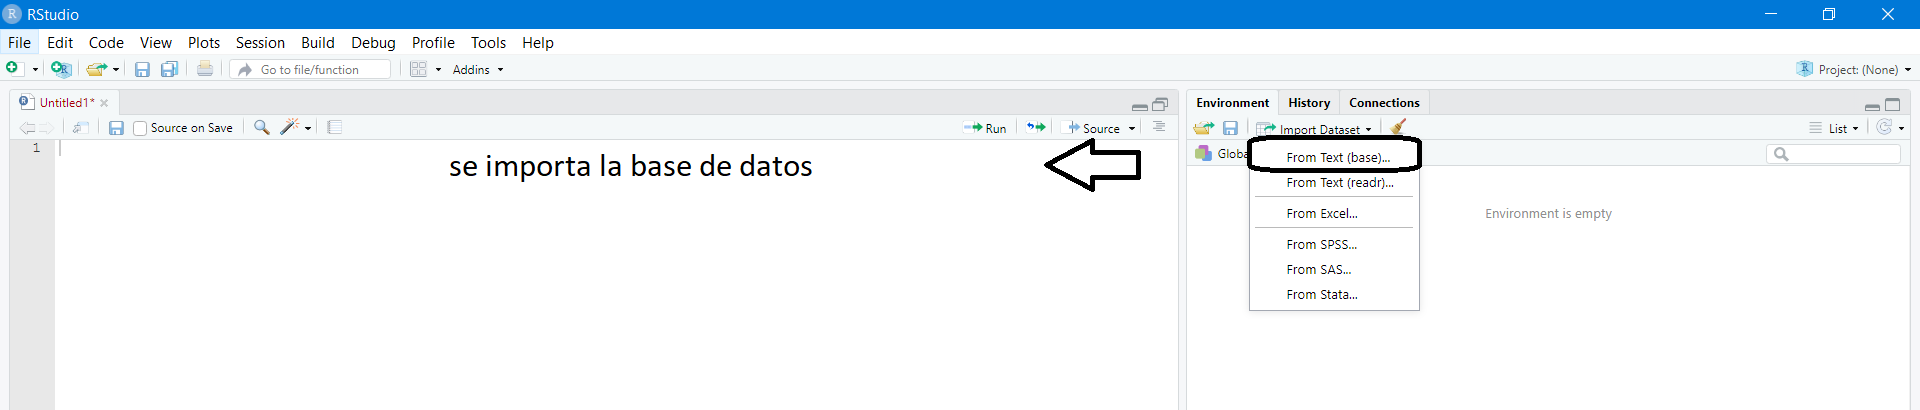 RStudio
File Edit Code View Plots Session Build Debug Profile Tools Help
Go to file/function Addins Project: (None)
Untitled1*
Source on Save Run Source
1
se importa la base de datos
Environment History Connections
Import Dataset List
Globa
From Text (base)...
From Text (readr)...
From Excel...
From SPSS...
From SAS...
From Stata...
Environment is empty